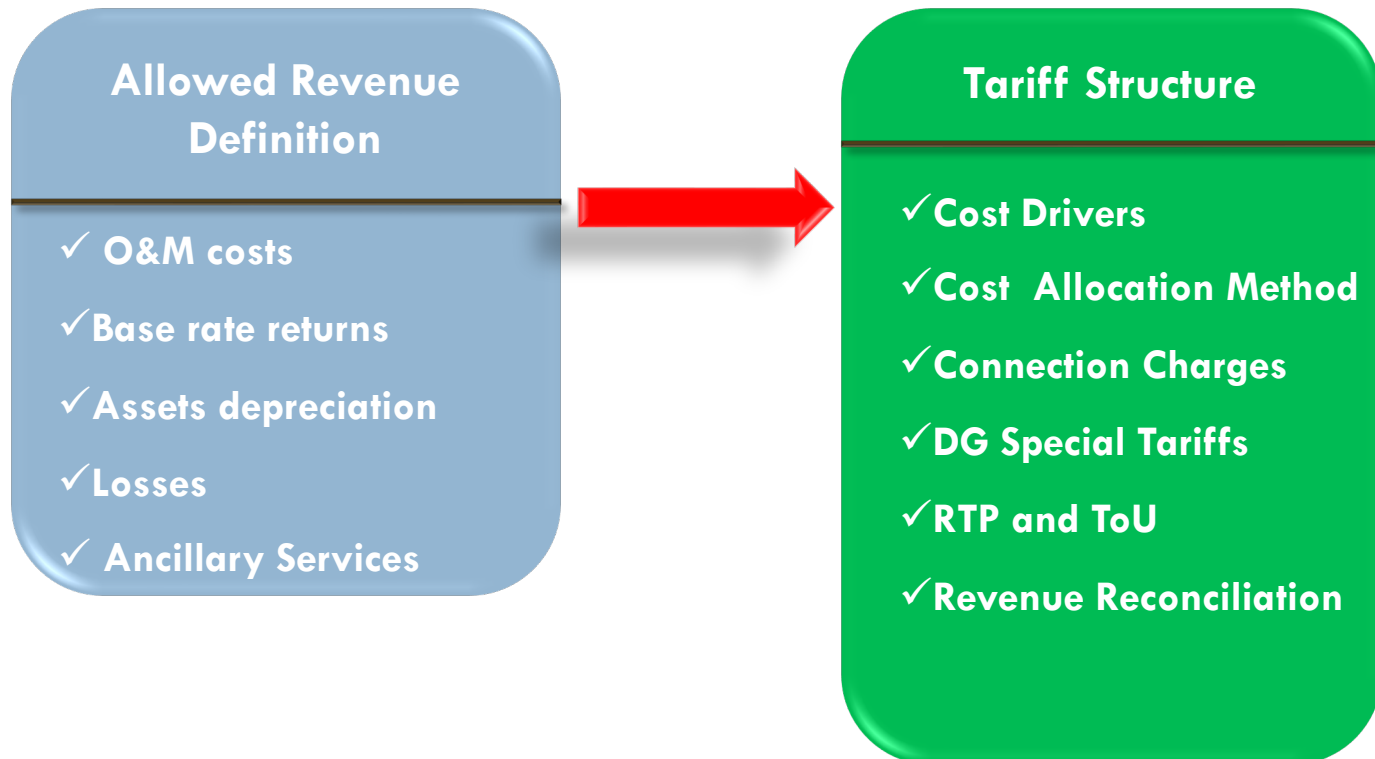 Allowed Revenue
Definition
✓ O&M costs
✓Base rate returns
✓Assets depreciation
✓Losses
✓ Ancillary Services
Tariff Structure
✓Cost Drivers
✓Cost Allocation Method
✓Connection Charges
✓DG Special Tariffs
✓RTP and ToU
✓Revenue Reconciliation